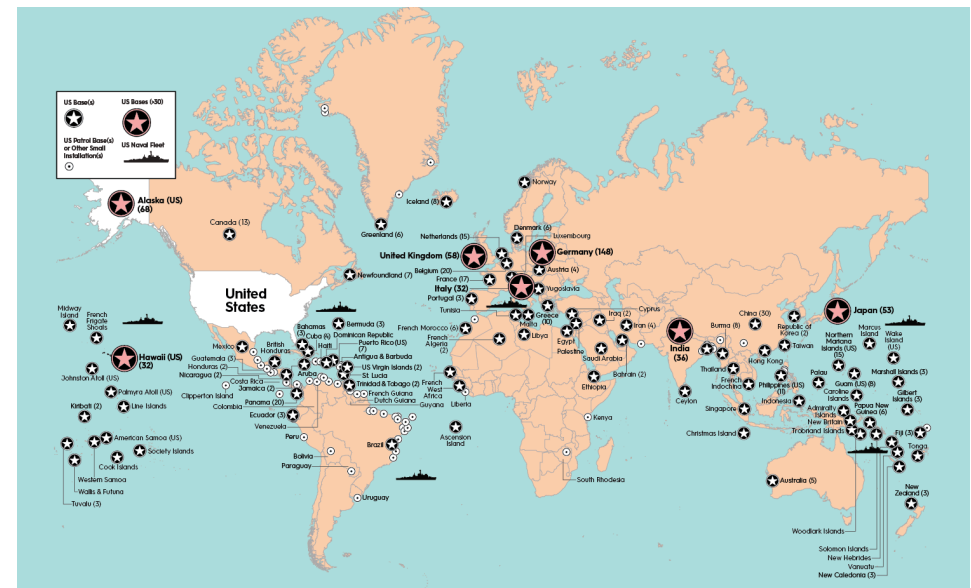 US Base(s)
US Bases (>30)
US Patrol Base(s)
or Other Small
Installation(s)
US Naval Fleet
Alaska (US)
(68)
Canada (13)
Greenland (6)
Iceland (8)
Norway
Newfoundland (7)
United
States
Netherlands (15)
Denmark (6)
Luxembourg
United Kingdom (58)
Germany (148)
Belgium (20)
Austria (4)
France (17)
Italy (32)
Yugoslavia
Portugal (3)
Tunisia
Greece
(10)
Malta
Iraq (2)
Cyprus
Iran (4)
French Morocco (6)
French
Algeria
(2)
Libya
Egypt
Palestine
Saudi Arabia
Bahrain (2)
Ethiopia
French
West
Africa
Liberia
Kenya
Ascension
Island
South Rhodesia
Midway
Island
French
Frigate
Shoals
Hawaii (US)
(32)
Johnston Atoll (US)
Palmyra Atoll (US)
Kiribati (2)
Line Islands
American Samoa (US)
Society Islands
Cook Islands
Western Samoa
Wallis & Futuna
Tuvalu (3)
Mexico
Guatemala (3)
Honduras (2)
Nicaragua (2)
British
Honduras
Bahamas
(3)
Cuba (4)
Haiti
Bermuda (3)
Dominican Republic
Puerto Rico(US)
(7)
Antigua & Barbuda
US Virgin Islands (2)
St. Lucia
Aruba
Jamaica (2)
Trinidad & Tobago (2)
Costa Rica
Clipperton Island
Panama (20)
Colombia
French Guiana
Dutch Guiana
Guyana
Ecuador (3)
Venezuela
Peru
Brazil
Bolivia
Paraguay
Uruguay
India
(36)
Ceylon
Burma (8)
China (30)
Thailand
French
Indochina
Hong Kong
Republic of
Korea (2)
Taiwan
Japan (53)
Northern
Mariana
Islands (US)
(15)
Marcus
Island
Wake
Island
(US)
Philippines (US)
(11)
Palau
Guam (US) (8)
Caroline
Islands
Marshall Islands (3)
Gilbert
Islands (3)
Singapore
Indonesia
Christmas Island
Admiralty
Islands
Papua New
Guinea (6)
New Britain
Trobriand Islands
Fiji (3)
Tonga
Australia (5)
New
Zealand (3)
Woodlark Islands
Solomon Islands
New Hebrides
Vanuatu
New Caledonia (3)